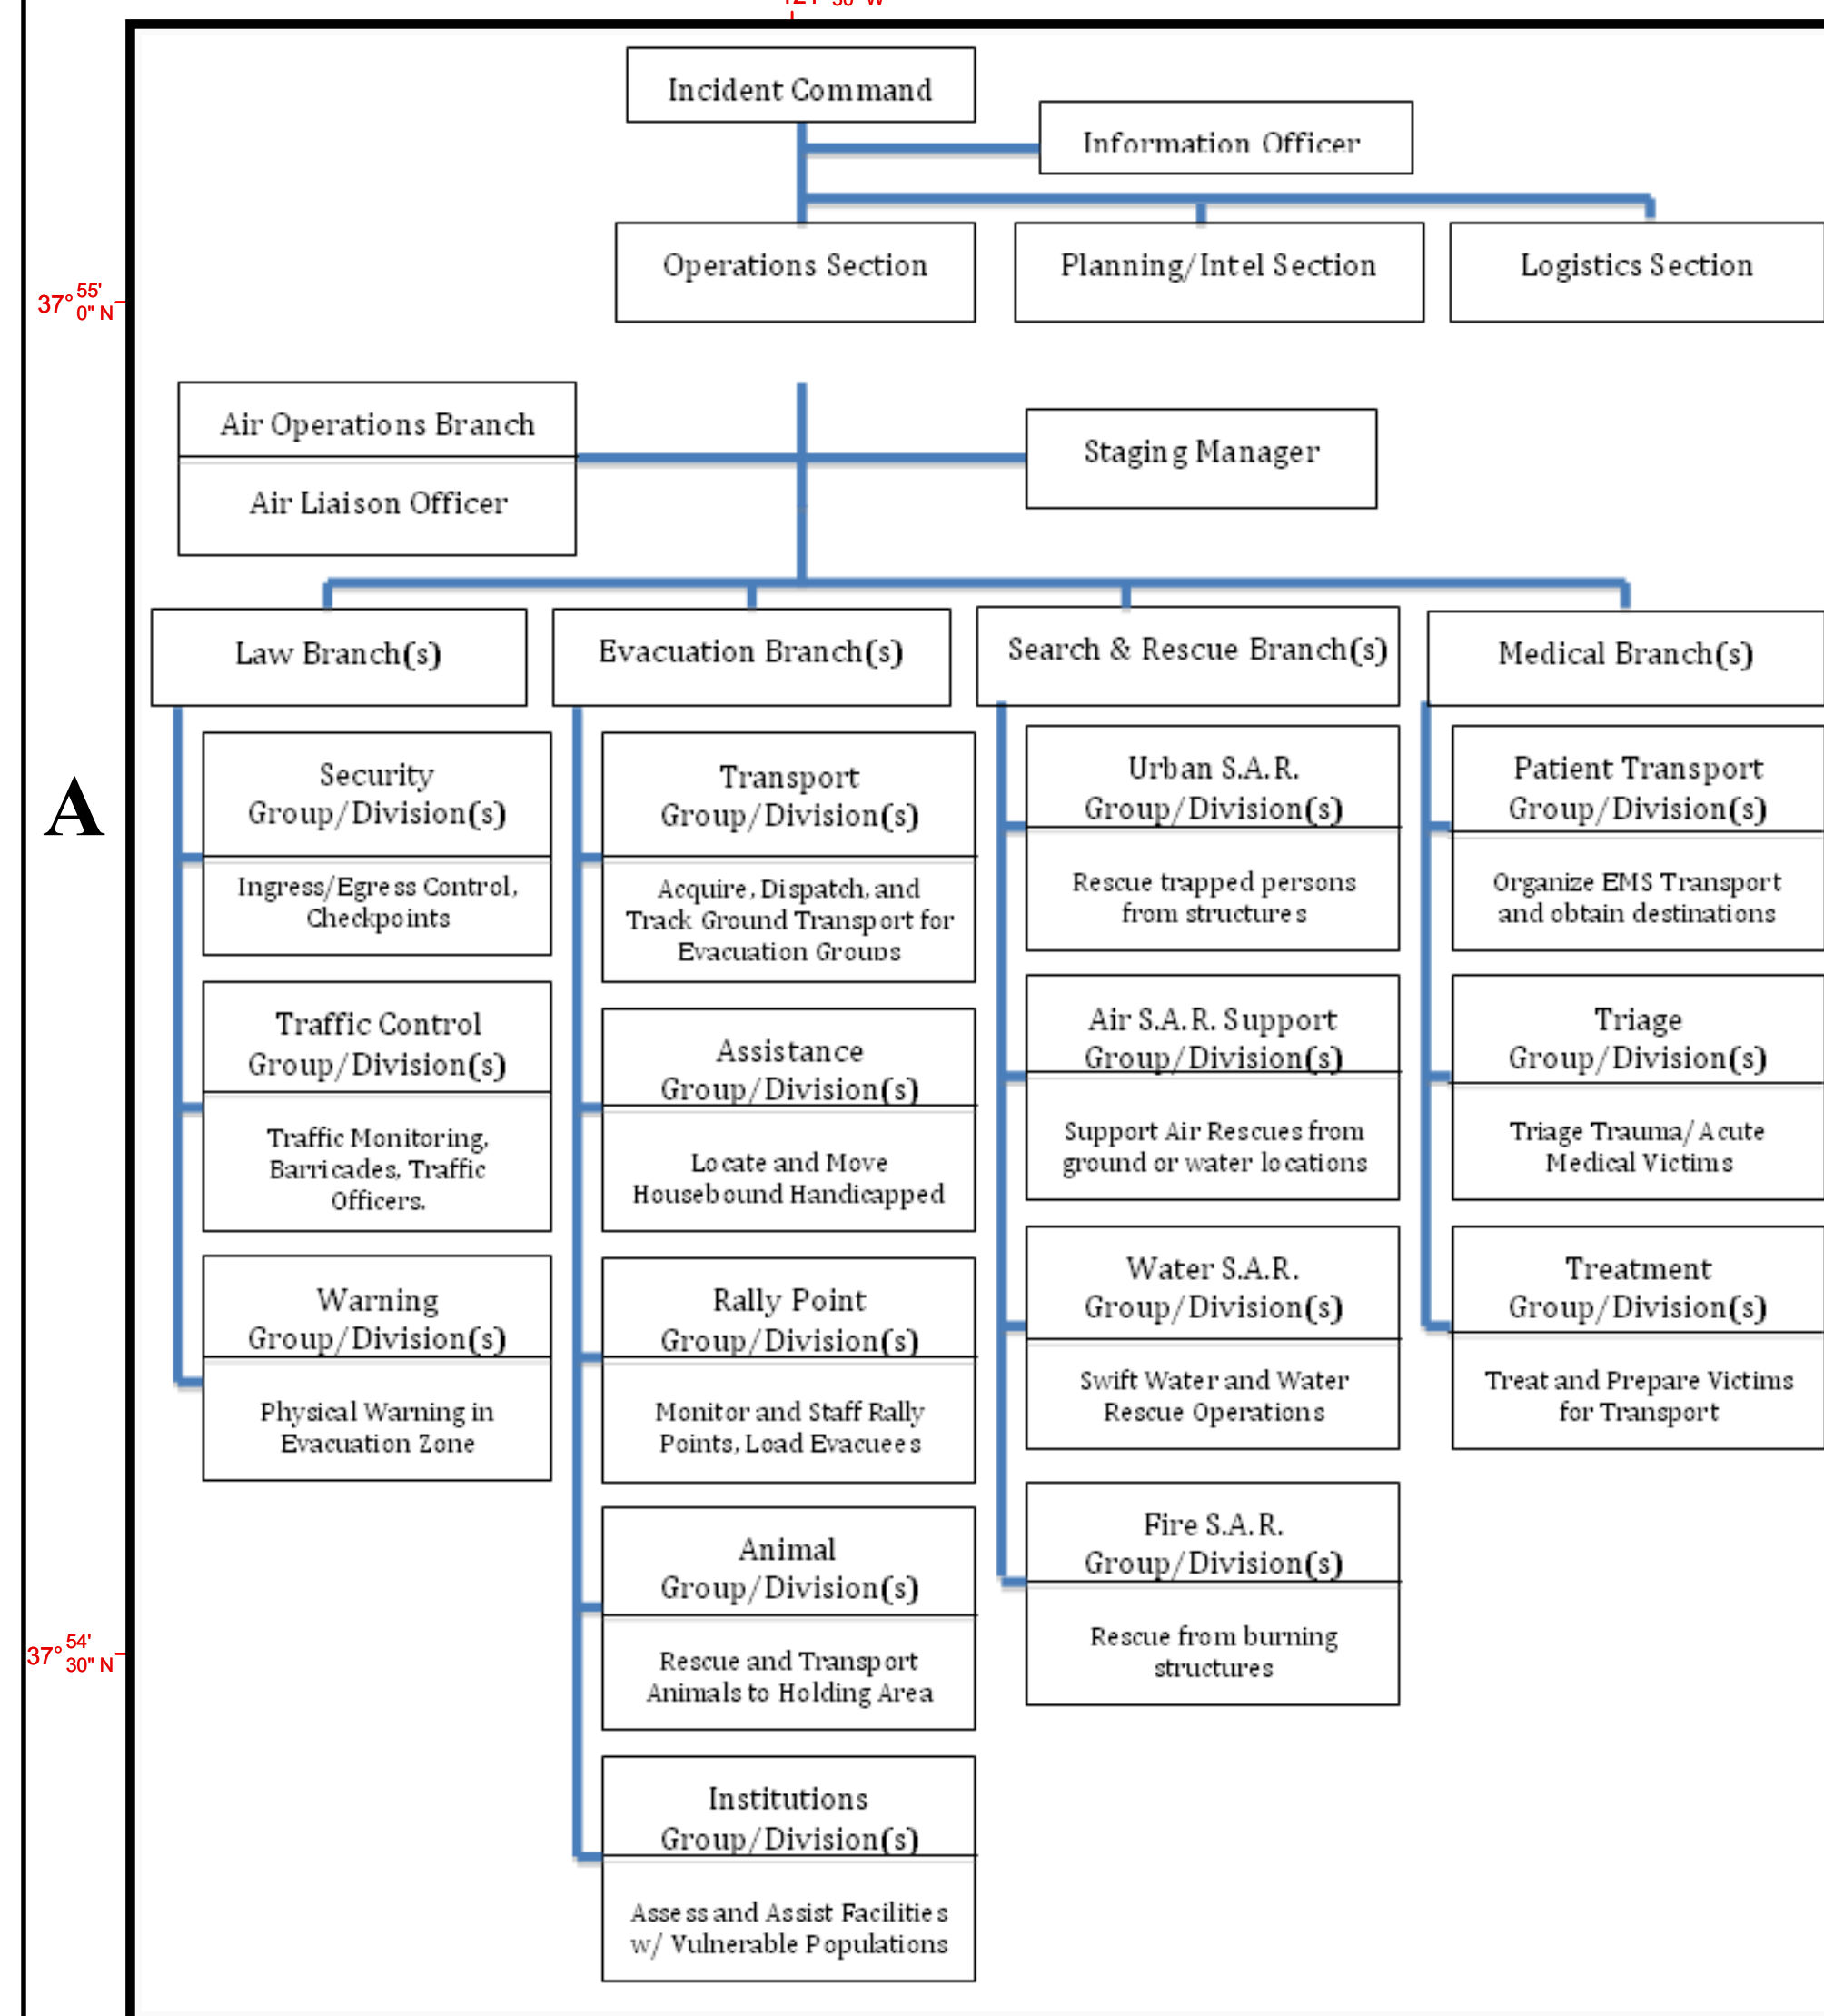 Incident Command
Information Officer
Operations Section
Planning/Intel Section
Logistics Section
37° 55' 0" N
Air Operations Branch
Air Liaison Officer
Staging Manager
Law Branch(s)
Evacuation Branch(s)
Search & Rescue Branch(s)
Medical Branch(s)
A
Security
Group/Division(s)
Ingress/Egress Control,
Checkpoints
Traffic Control
Group/Division(s)
Traffic Monitoring,
Barricades, Traffic
Officers.
Warning
Group/Division(s)
Physical Warning in
Evacuation Zone
Transport
Group/Division(s)
Acquire, Dispatch, and
Track Ground Transport for
Evacuation Groups
Assistance
Group/Division(s)
Locate and Move
Housebound Handicapped
Rally Point
Group/Division(s)
Monitor and Staff Rally
Points, Load Evacuees
Animal
Group/Division(s)
Rescue and Transport
Animals to Holding Area
Institutions
Group/Division(s)
Assess and Assist Facilities
w/ Vulnerable Populations
Urban S.A.R.
Group/Division(s)
Rescue trapped persons
from structures
Air S.A.R. Support
Group/Division(s)
Support Air Rescues from
ground or water locations
Water S.A.R.
Group/Division(s)
Swift Water and Water
Rescue Operations
Fire S.A.R.
Group/Division(s)
Rescue from burning
structures
Patient Transport
Group/Division(s)
Organize EMS Transport
and obtain destinations
Triage
Group/Division(s)
Triage Trauma/Acute
Medical Victims
Treatment
Group/Division(s)
Treat and Prepare Victims
for Transport
37° 54' 30" N